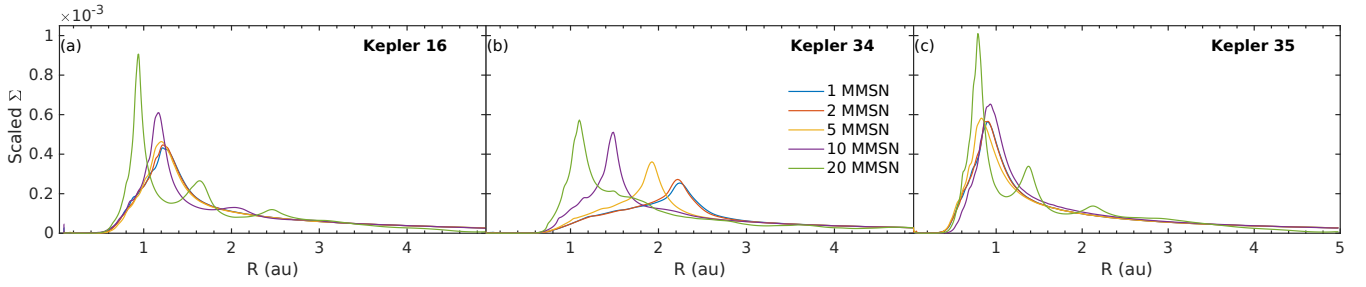 ×10⁻³
(a) Kepler 16 (b) Kepler 34 (c) Kepler 35
1
0.8
0.6
0.4
0.2
0
Scaled Σ
1 MMSN
2 MMSN
5 MMSN
10 MMSN
20 MMSN
1 2 3 4 1 2 3 4 1 2 3 4 5
R (au) R (au) R (au)